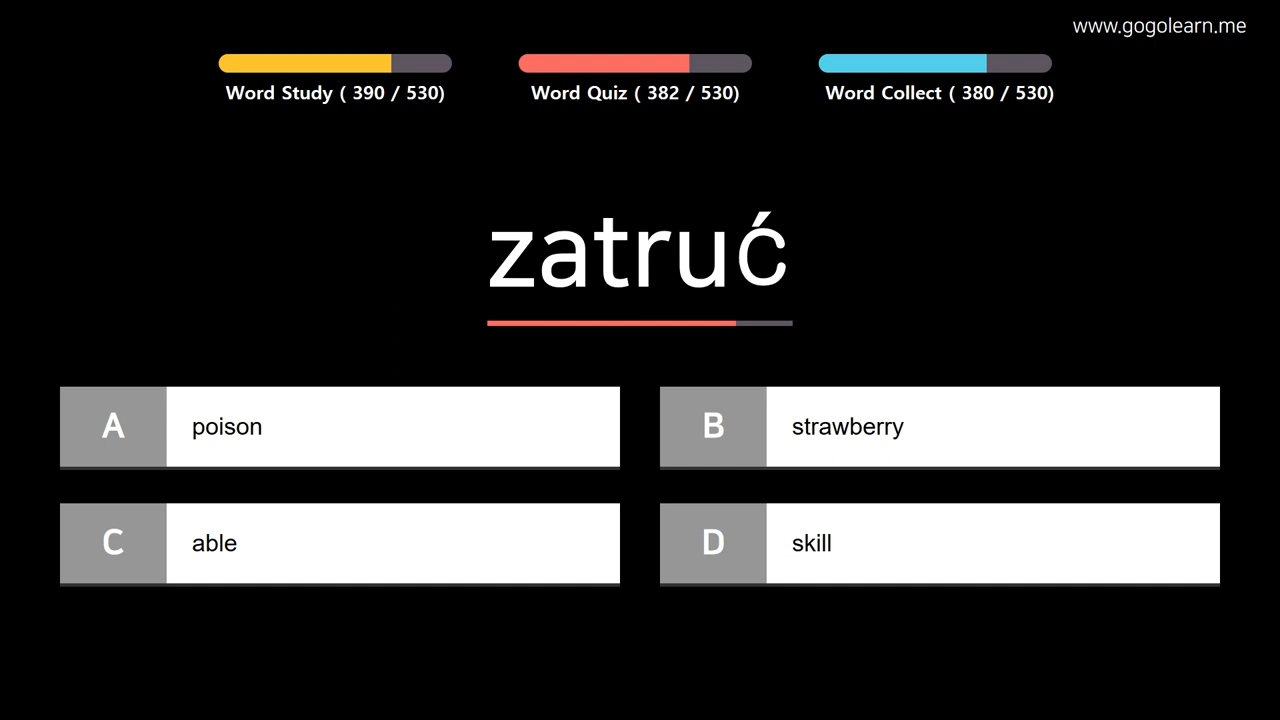 www.gogolearn.me
Word Study ( 390 / 530)
Word Quiz ( 382 / 530)
Word Collect ( 380 / 530)
zatruć
A poison
B strawberry
C able
D skill